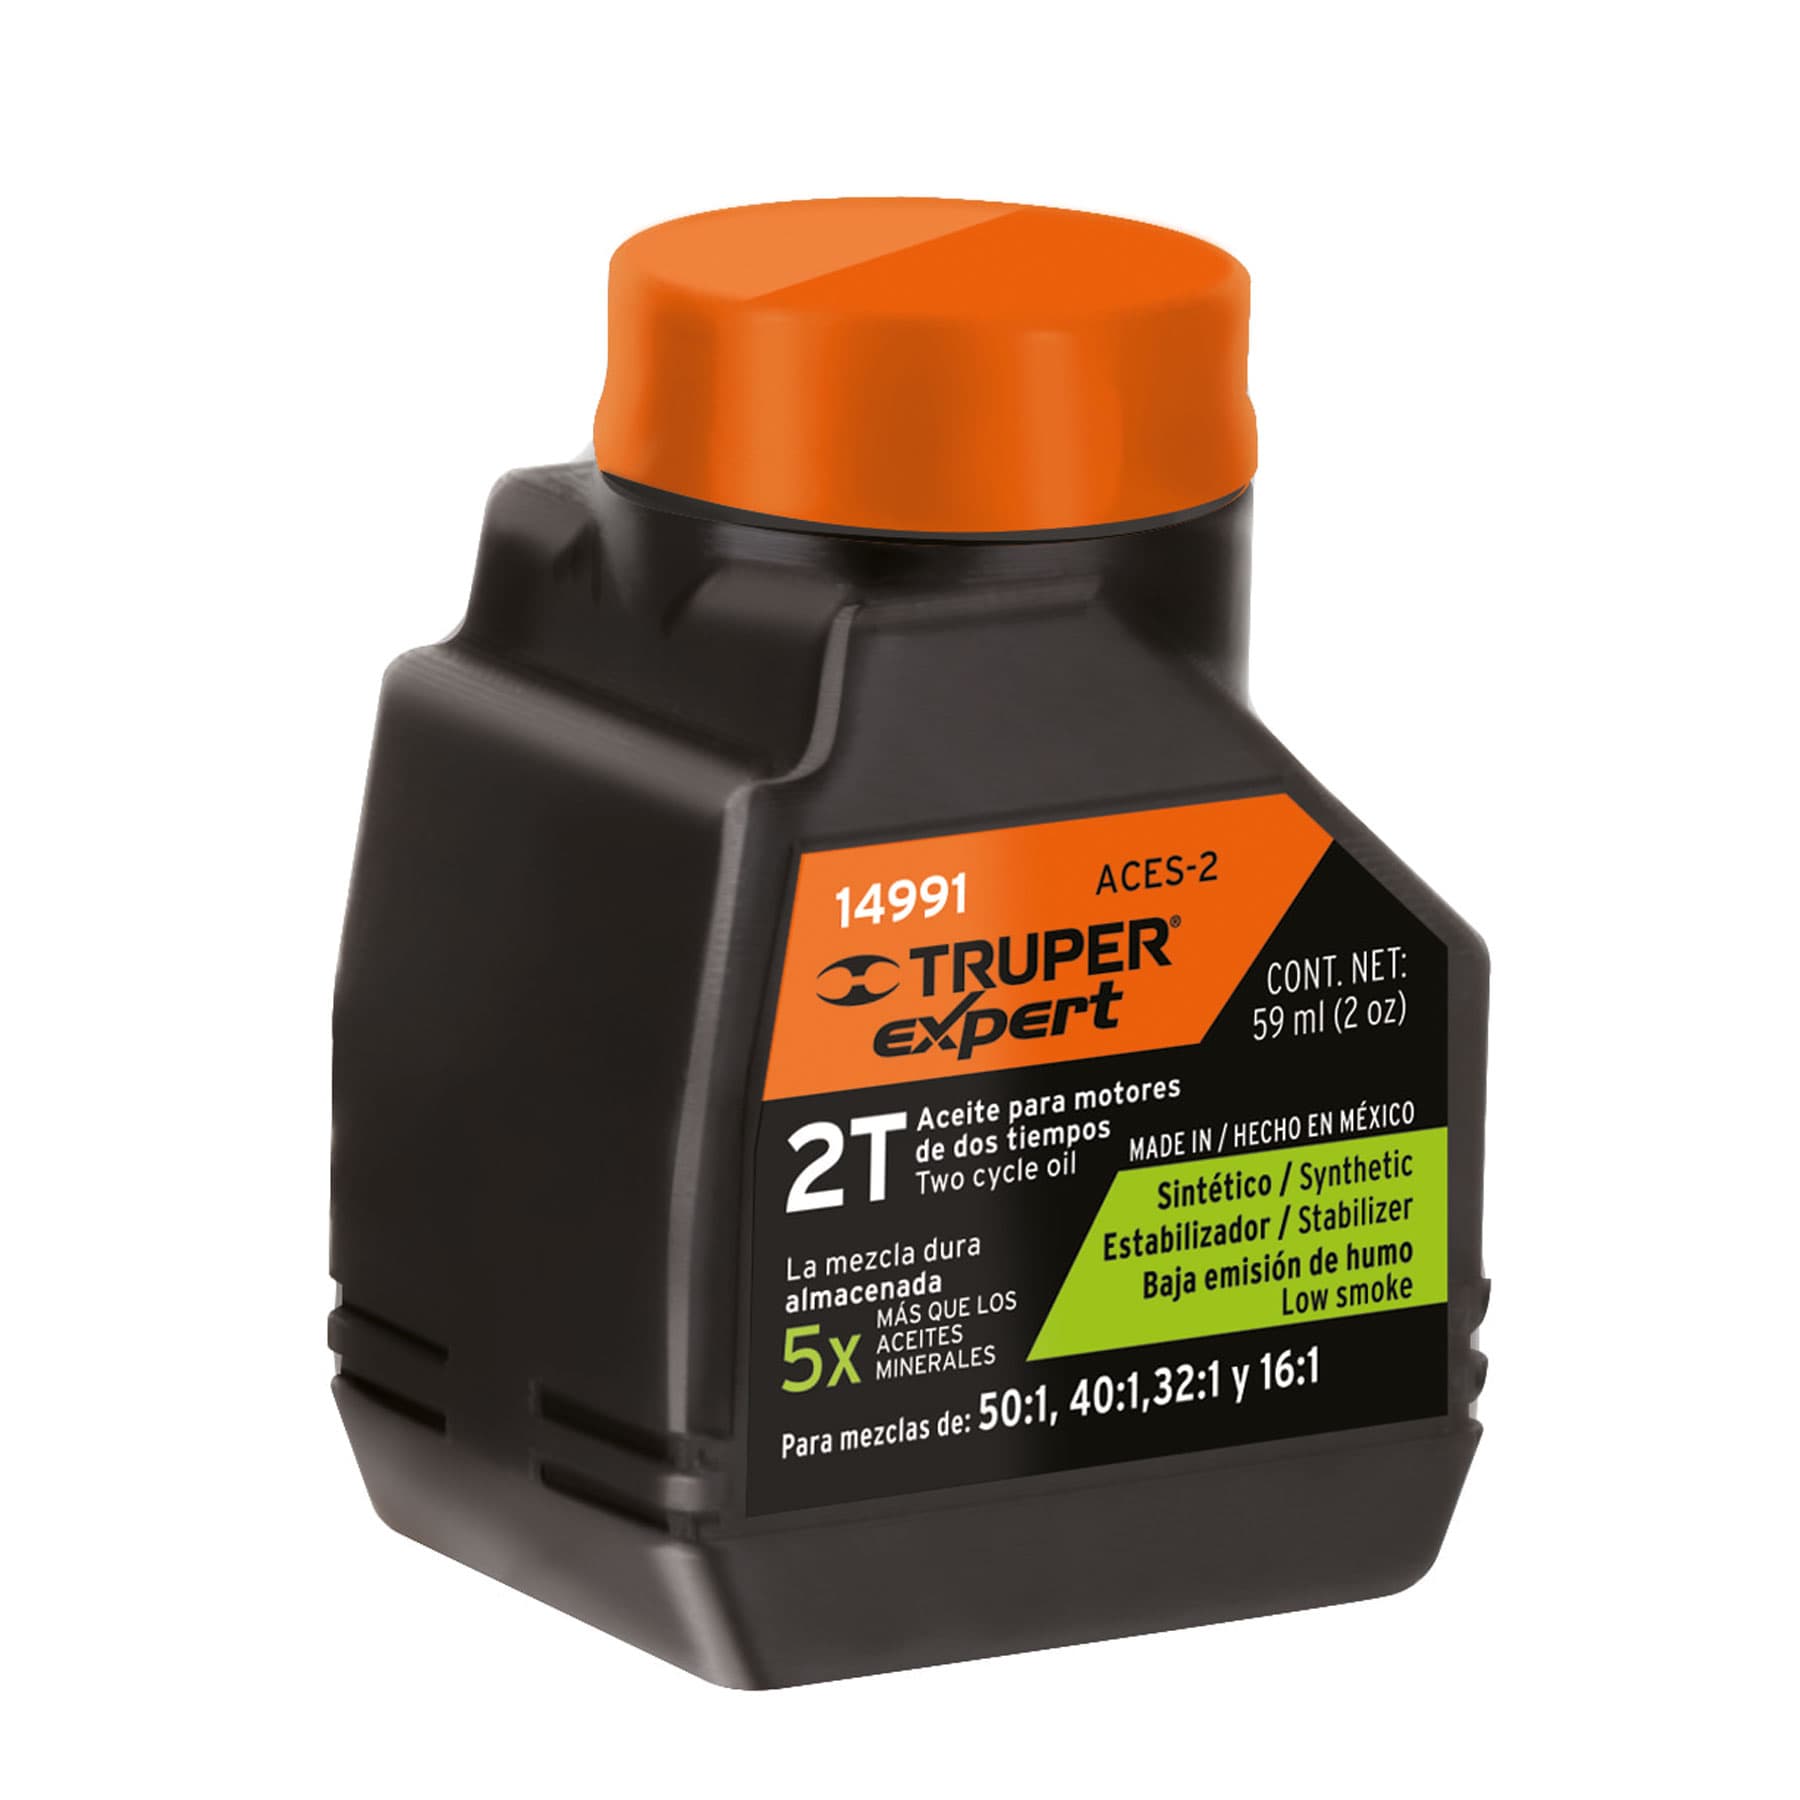 14991
ACES-2
TRUPER®
expert
CONT. NET:
59 ml (2 oz)
2T
Aceite para motores
de dos tiempos
Two cycle oil
MADE IN / HECHO EN MÉXICO
Sintético / Synthetic
Estabilizador / Stabilizer
Baja emisión de humo
Low smoke
La mezcla dura
almacenada
5x
MÁS QUE LOS
ACEITES
MINERALES
Para mezclas de: 50:1, 40:1,32:1 y 16:1